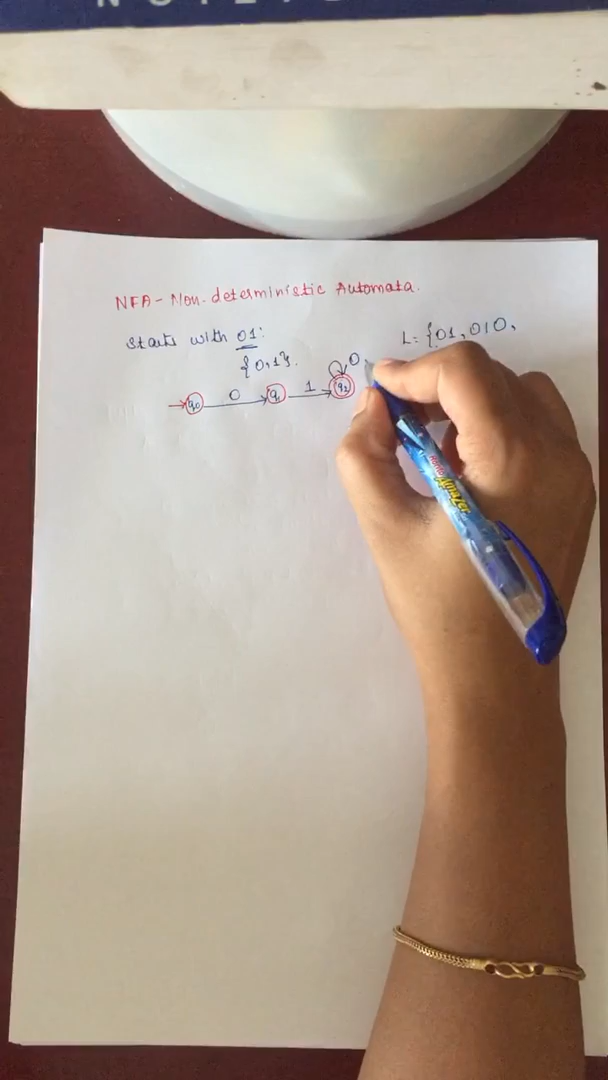 NFA - Non-deterministic Automata.
Starts with 01:
L = {01, 010,
{0,1}.
0
q0 0 q1 1 q2